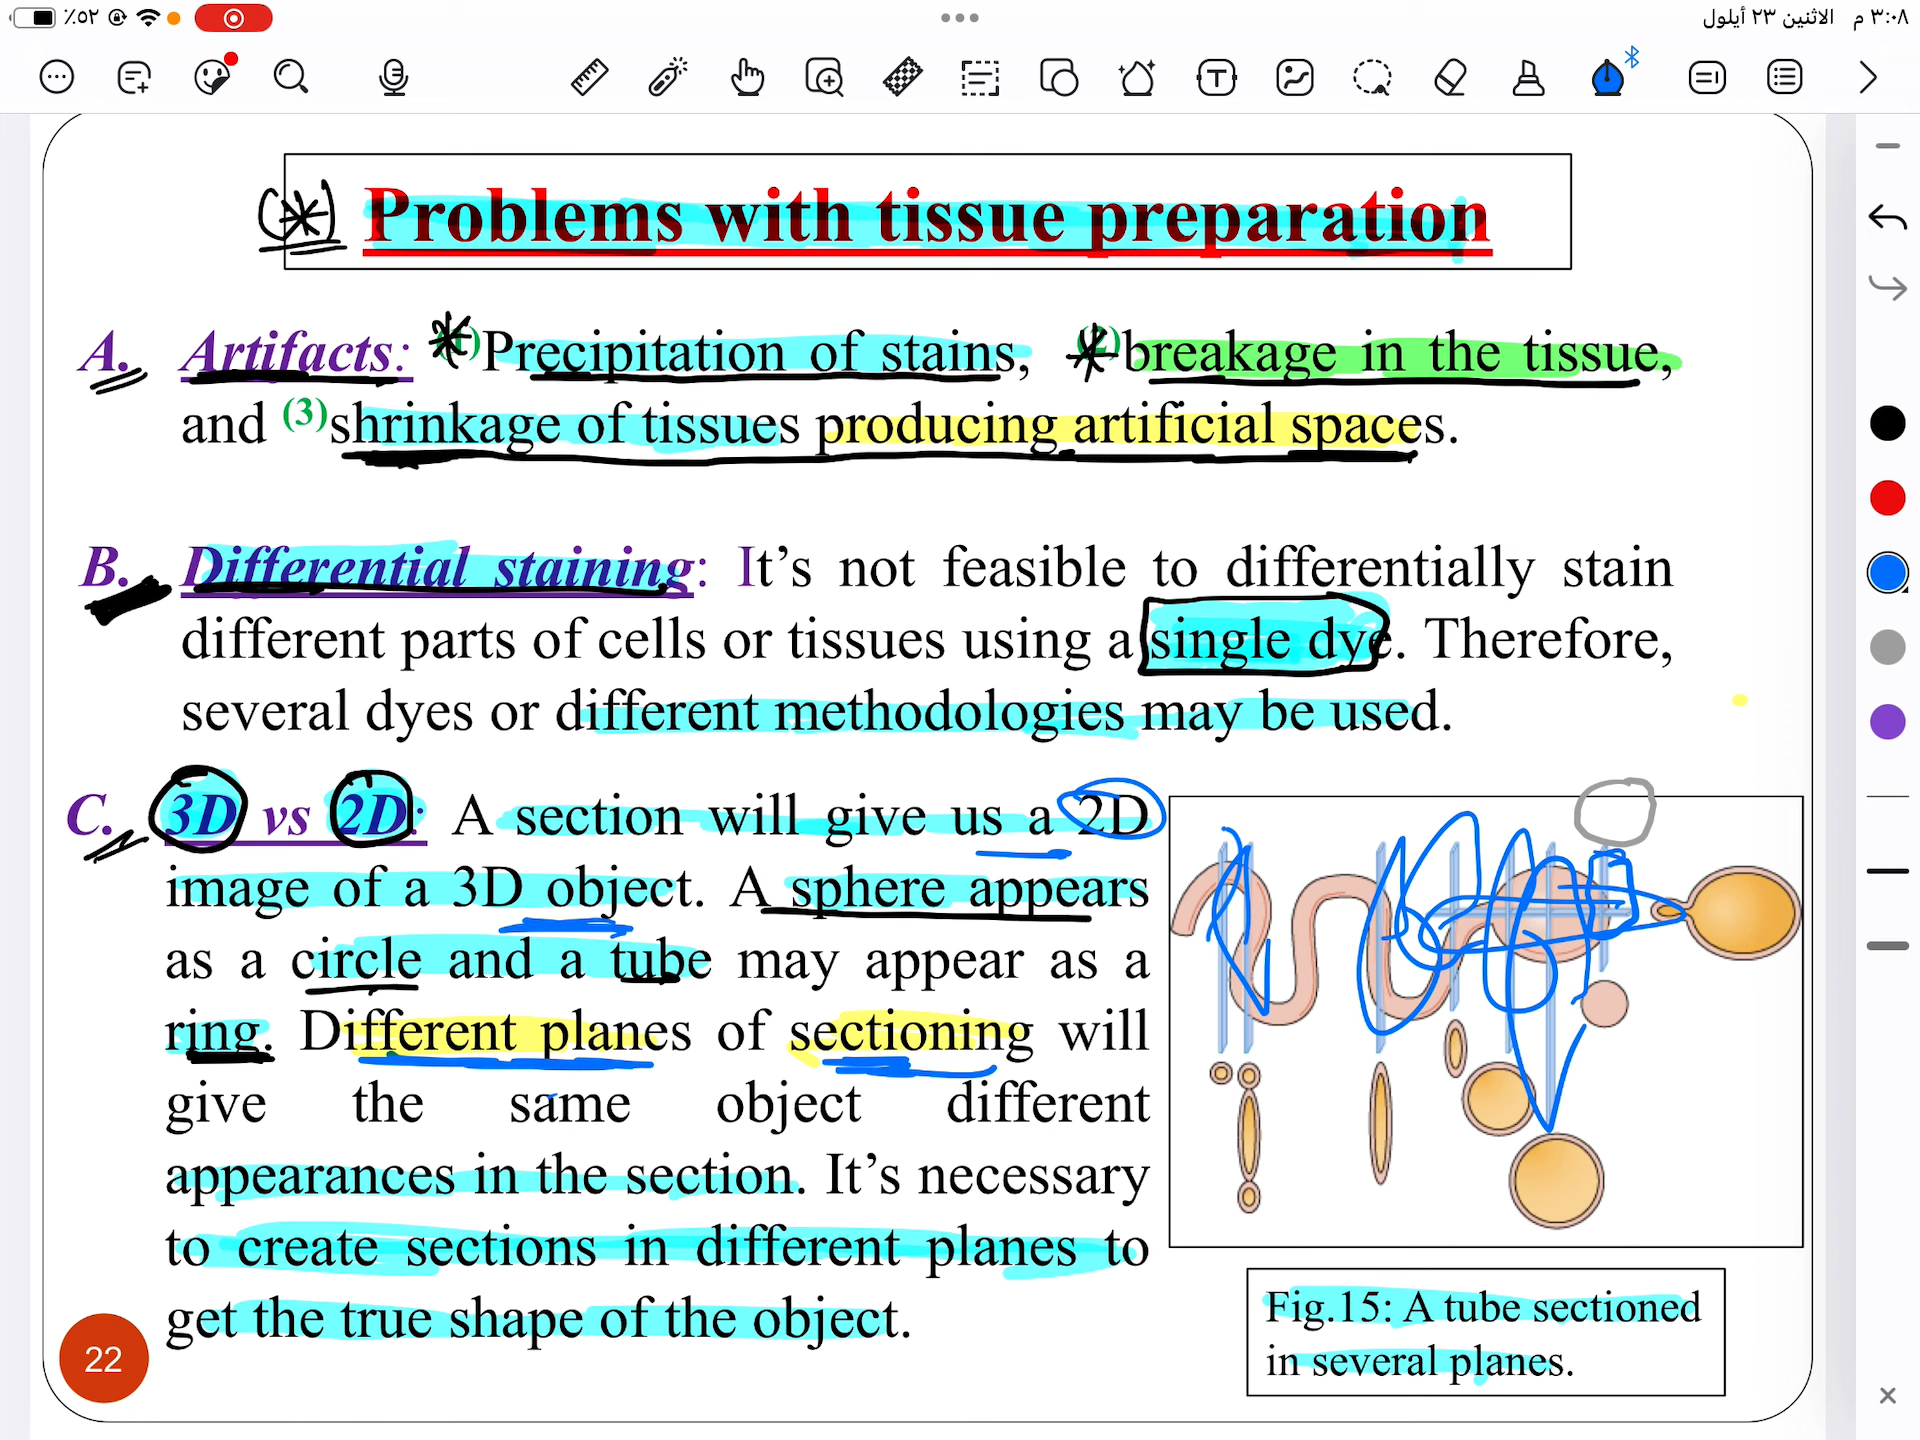 ٪٥٢
الاثنين ٢٣ أيلول ٣:٠٨ م
(*) Problems with tissue preparation
A. Artifacts: Precipitation of stains, (2)breakage in the tissue,
and (3)shrinkage of tissues producing artificial spaces.
B. Differential staining: It’s not feasible to differentially stain
different parts of cells or tissues using a single dye. Therefore,
several dyes or different methodologies may be used.
C. 3D vs 2D: A section will give us a 2D
image of a 3D object. A sphere appears
as a circle and a tube may appear as a
ring. Different planes of sectioning will
give the same object different
appearances in the section. It’s necessary
to create sections in different planes to
get the true shape of the object.
Fig.15: A tube sectioned
in several planes.
22